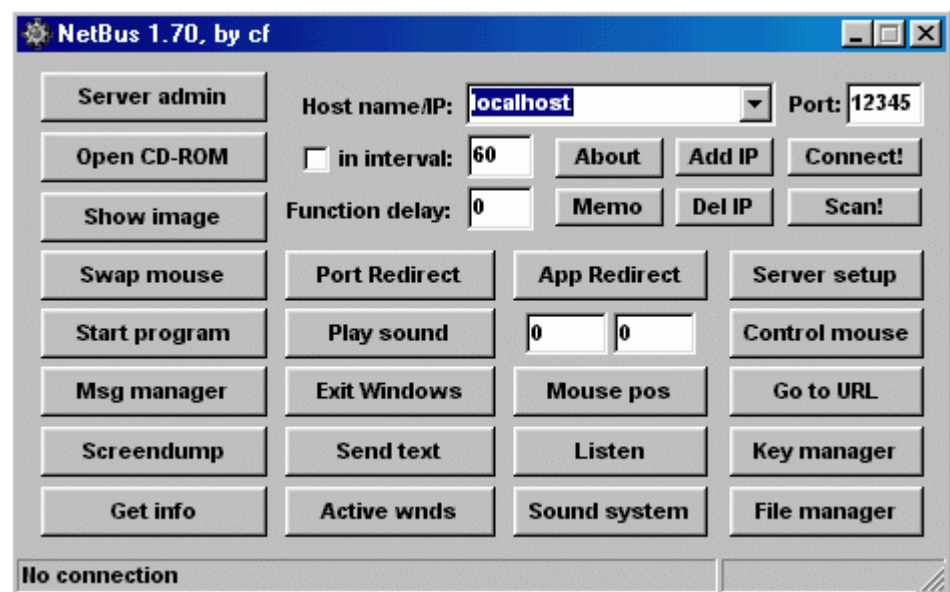 NetBus 1.70, by cf
Server admin Host name/IP: localhost Port: 12345
Open CD-ROM in interval: 60 About Add IP Connect!
Show image Function delay: 0 Memo Del IP Scan!
Swap mouse Port Redirect App Redirect Server setup
Start program Play sound 0 0 Control mouse
Msg manager Exit Windows Mouse pos Go to URL
Screendump Send text Listen Key manager
Get info Active wnds Sound system File manager
No connection